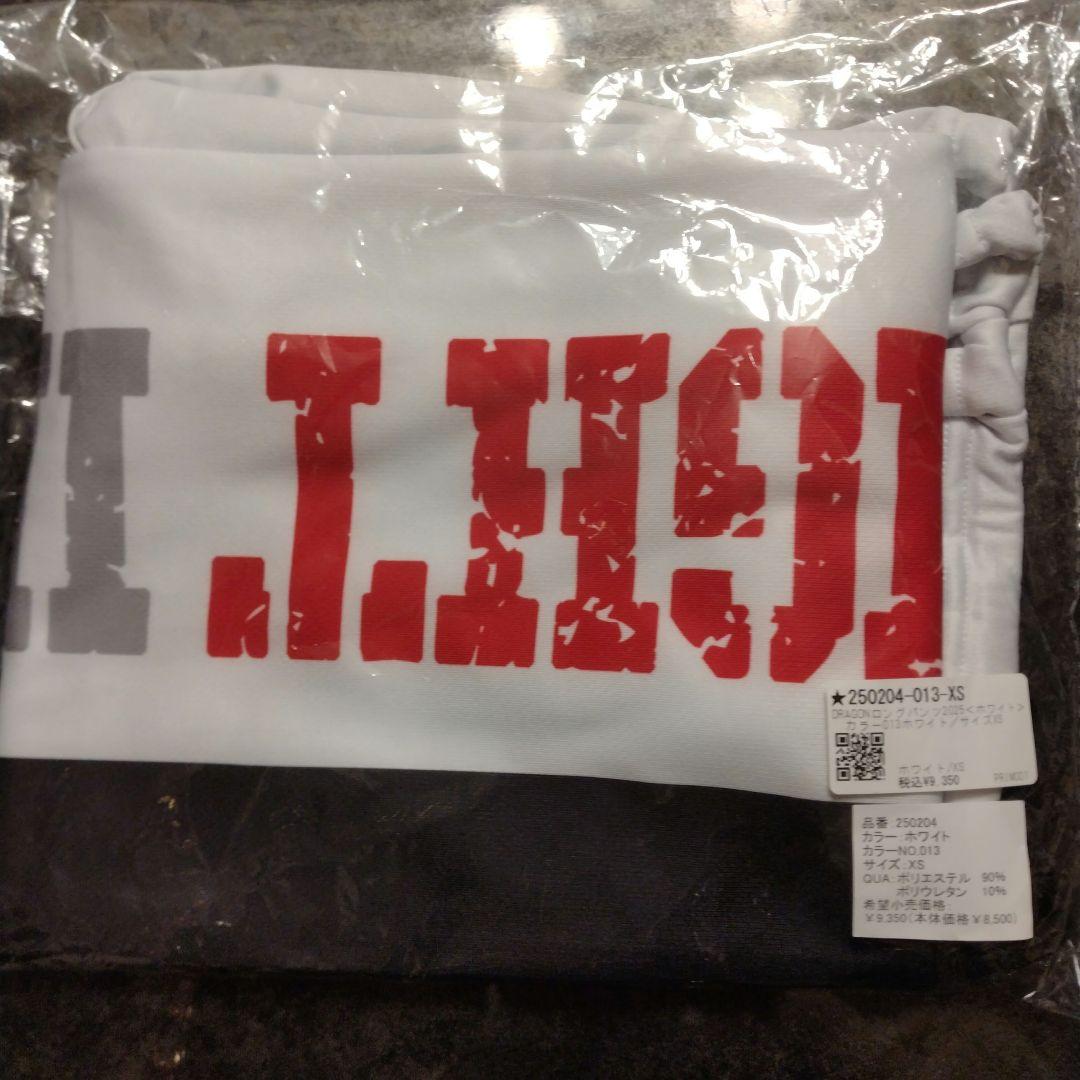 IGHT
★250204-013-XS
DRAGONロングパンツ2025<ホワイト>
カラー013ホワイト/サイズXS
ホワイト/XS
税込¥9,350
品番:250204
カラー:ホワイト
カラーNO.013
サイズ:XS
QUA:ポリエステル 90%
ポリウレタン 10%
希望小売価格:
¥9,350(本体価格¥8,500)